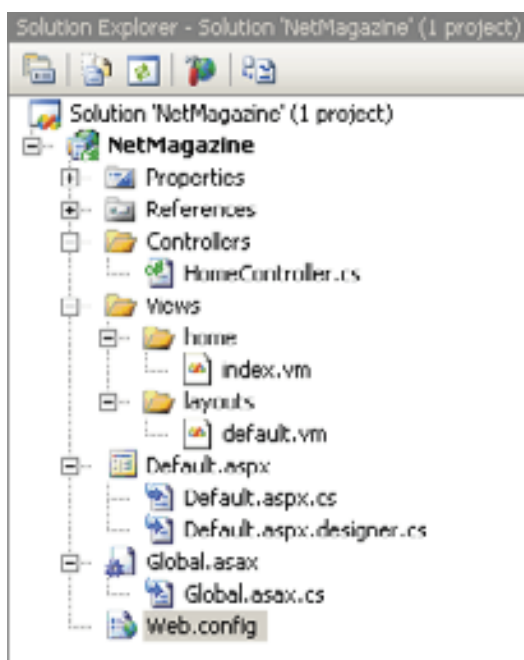 Solution Explorer - Solution 'NetMagazine' (1 project)
Solution 'NetMagazine' (1 project)
NetMagazine
Properties
References
Controllers
HomeController.cs
Views
home
index.vm
layouts
default.vm
Default.aspx
Default.aspx.cs
Default.aspx.designer.cs
Global.asax
Global.asax.cs
Web.config